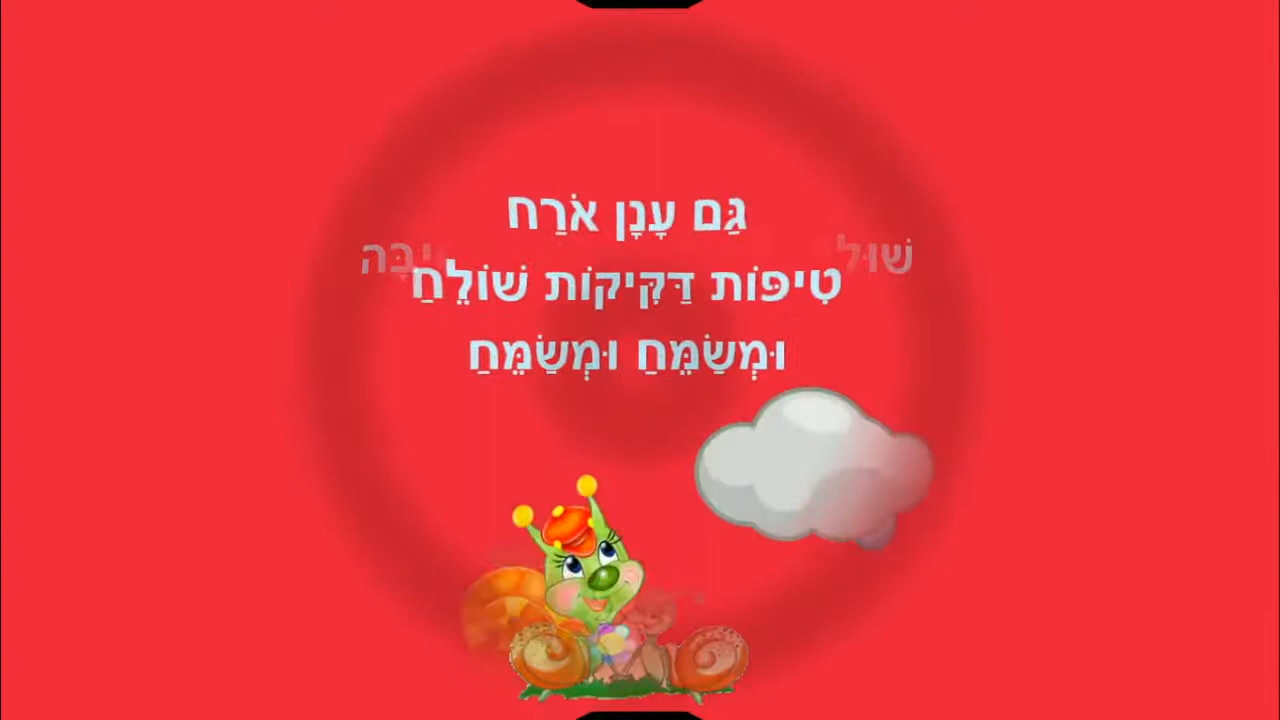 גַּם עָנָן אֹרַח
טִיפּוֹת דַּקִּיקוֹת שׁוֹלֵחַ
וּמְשַׂמֵּחַ וּמְשַׂמֵּחַ